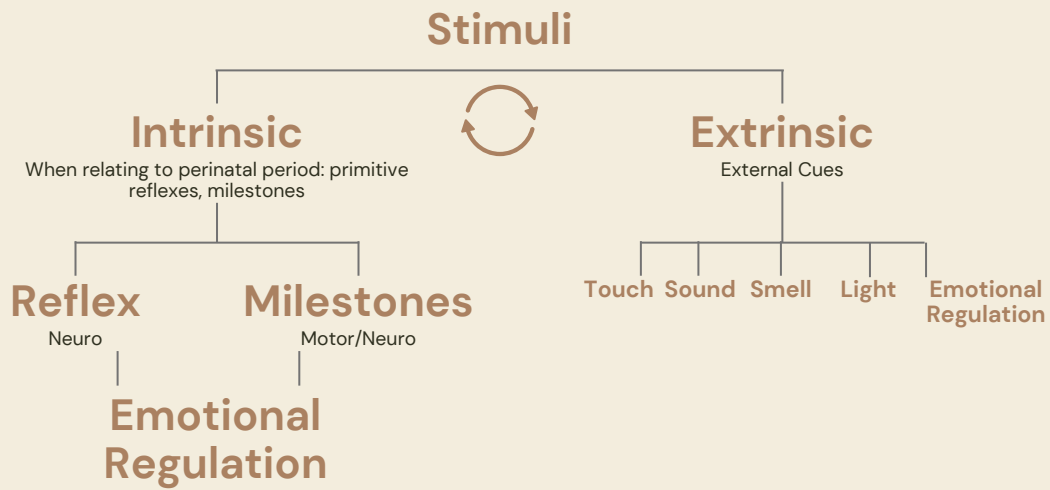 Stimuli
Intrinsic
When relating to perinatal period: primitive
reflexes, milestones
Extrinsic
External Cues
Reflex
Neuro
Milestones
Motor/Neuro
Emotional
Regulation
Touch
Sound
Smell
Light
Emotional
Regulation